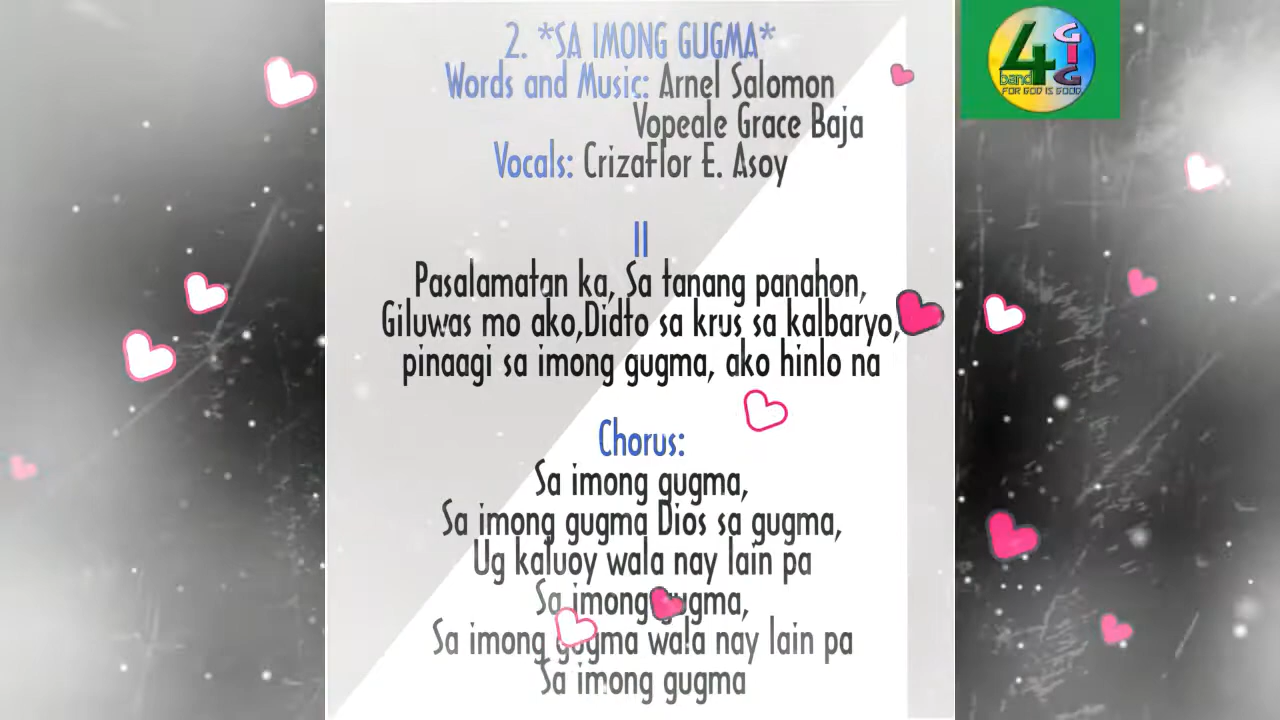 2. *SA IMONG GUGMA*
Words and Music: Arnel Salomon
Vopeale Grace Baja
Vocals: CrizaFlor E. Asoy
II
Pasalamatan ka, Sa tanang panahon,
Giluwas mo ako,Didto sa krus sa kalbaryo,
pinaagi sa imong gugma, ako hinlo na
Chorus:
Sa imong gugma,
Sa imong gugma Dios sa gugma,
Ug kaluoy wala nay lain pa
Sa imong gugma,
Sa imong gugma wala nay lain pa
Sa imong gugma
4 GIG
band
FOR GOD IS GOOD